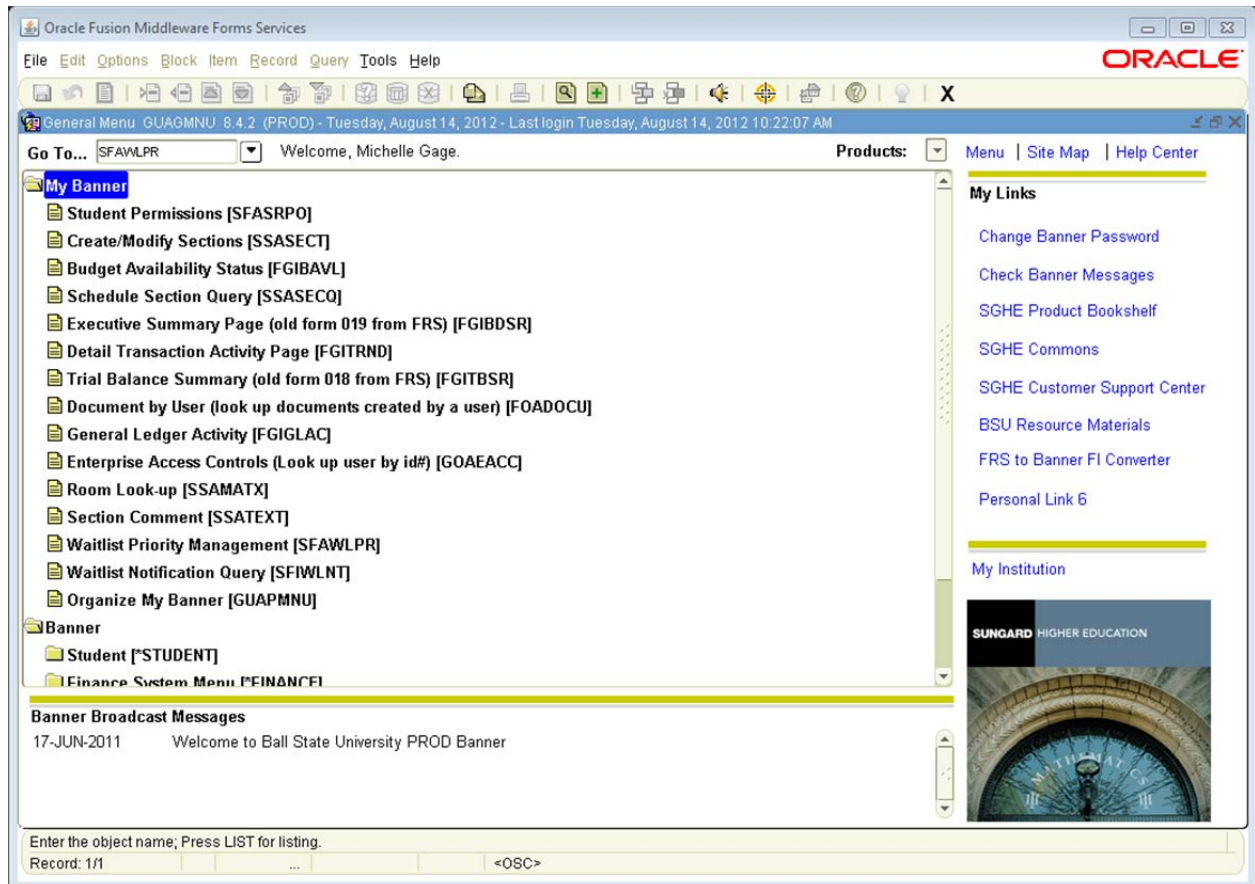 Oracle Fusion Middleware Forms Services
File Edit Options Block Item Record Query Tools Help
ORACLE
X
General Menu GUAGMNU 8.4.2 (PROD) - Tuesday, August 14, 2012 - Last login Tuesday, August 14, 2012 10:22:07 AM
Go To... SFAWLPR Welcome, Michelle Gage. Products: Menu | Site Map | Help Center
My Banner
Student Permissions [SFASRPO]
Create/Modify Sections [SSASECT]
Budget Availability Status [FGIBAVL]
Schedule Section Query [SSASECQ]
Executive Summary Page (old form 019 from FRS) [FGIBDSR]
Detail Transaction Activity Page [FGITRND]
Trial Balance Summary (old form 018 from FRS) [FGITBSR]
Document by User (look up documents created by a user) [FOADOCU]
General Ledger Activity [FGIGLAC]
Enterprise Access Controls (Look up user by id#) [GOAEACC]
Room Look-up [SSAMATX]
Section Comment [SSATEXT]
Waitlist Priority Management [SFAWLPR]
Waitlist Notification Query [SFIWLNT]
Organize My Banner [GUAPMNU]
Banner
Student [*STUDENT]
Finance System Menu [*FINANCE]
My Links
Change Banner Password
Check Banner Messages
SGHE Product Bookshelf
SGHE Commons
SGHE Customer Support Center
BSU Resource Materials
FRS to Banner FI Converter
Personal Link 6
My Institution
SUNGARD HIGHER EDUCATION
MATHEMATICS
Banner Broadcast Messages
17-JUN-2011 Welcome to Ball State University PROD Banner
Enter the object name; Press LIST for listing.
Record: 1/1 ... <OSC>